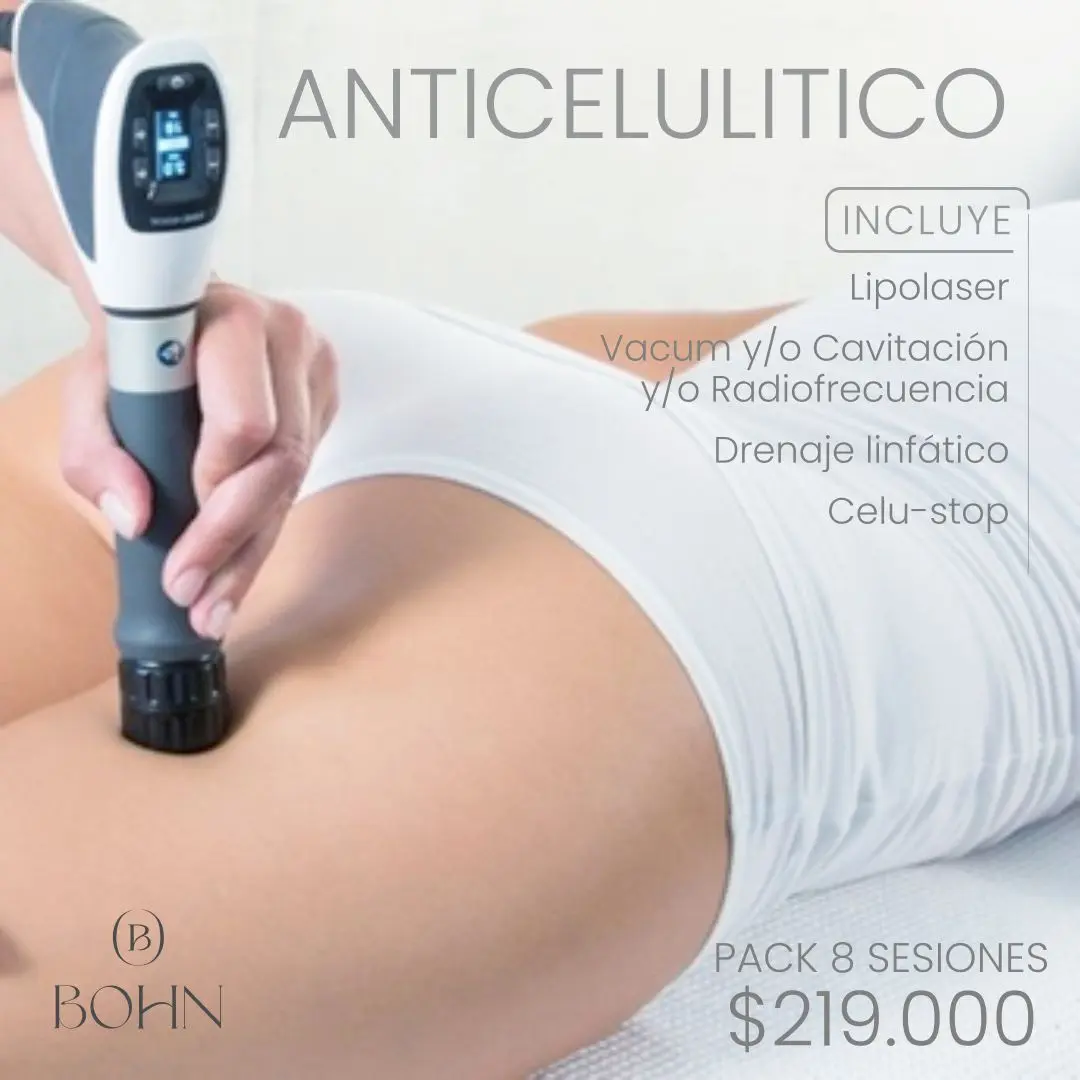 ANTICELULITICO
INCLUYE
Lipolaser
Vacum y/o Cavitación
y/o Radiofrecuencia
Drenaje linfático
Celu-stop
B
BOHN
PACK 8 SESIONES
$219.000